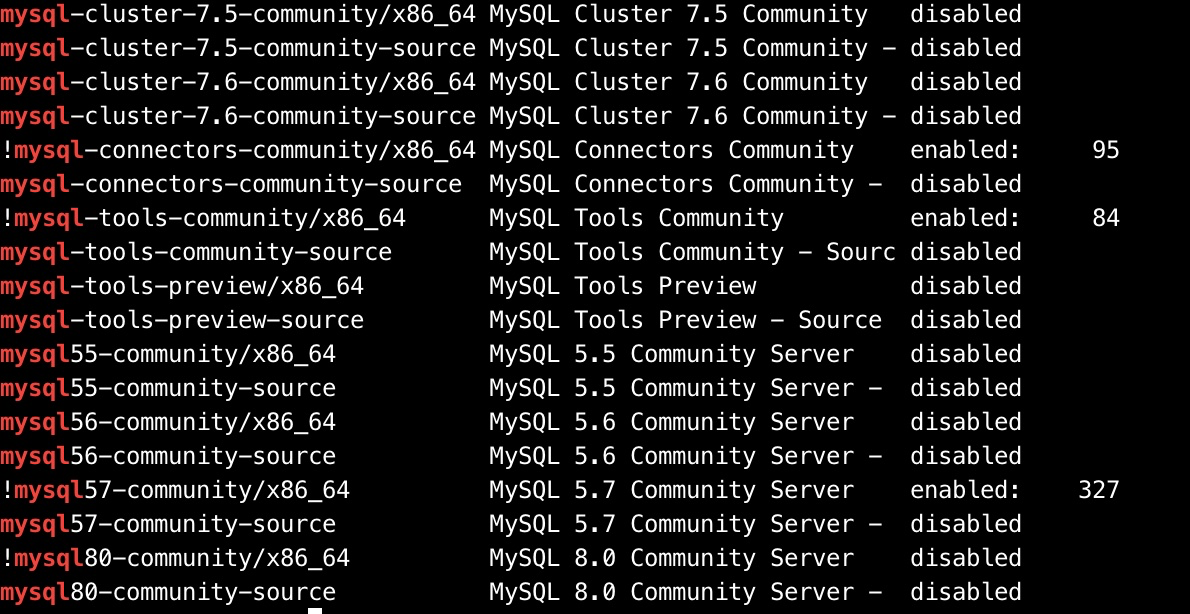 mysql-cluster-7.5-community/x86_64 MySQL Cluster 7.5 Community   disabled
mysql-cluster-7.5-community-source MySQL Cluster 7.5 Community - disabled
mysql-cluster-7.6-community/x86_64 MySQL Cluster 7.6 Community   disabled
mysql-cluster-7.6-community-source MySQL Cluster 7.6 Community - disabled
!mysql-connectors-community/x86_64 MySQL Connectors Community    enabled:     95
mysql-connectors-community-source  MySQL Connectors Community -  disabled
!mysql-tools-community/x86_64      MySQL Tools Community         enabled:     84
mysql-tools-community-source       MySQL Tools Community - Sourc disabled
mysql-tools-preview/x86_64         MySQL Tools Preview           disabled
mysql-tools-preview-source         MySQL Tools Preview - Source  disabled
mysql55-community/x86_64           MySQL 5.5 Community Server    disabled
mysql55-community-source           MySQL 5.5 Community Server -  disabled
mysql56-community/x86_64           MySQL 5.6 Community Server    disabled
mysql56-community-source           MySQL 5.6 Community Server -  disabled
!mysql57-community/x86_64          MySQL 5.7 Community Server    enabled:    327
mysql57-community-source           MySQL 5.7 Community Server -  disabled
!mysql80-community/x86_64          MySQL 8.0 Community Server    disabled
mysql80-community-source           MySQL 8.0 Community Server -  disabled